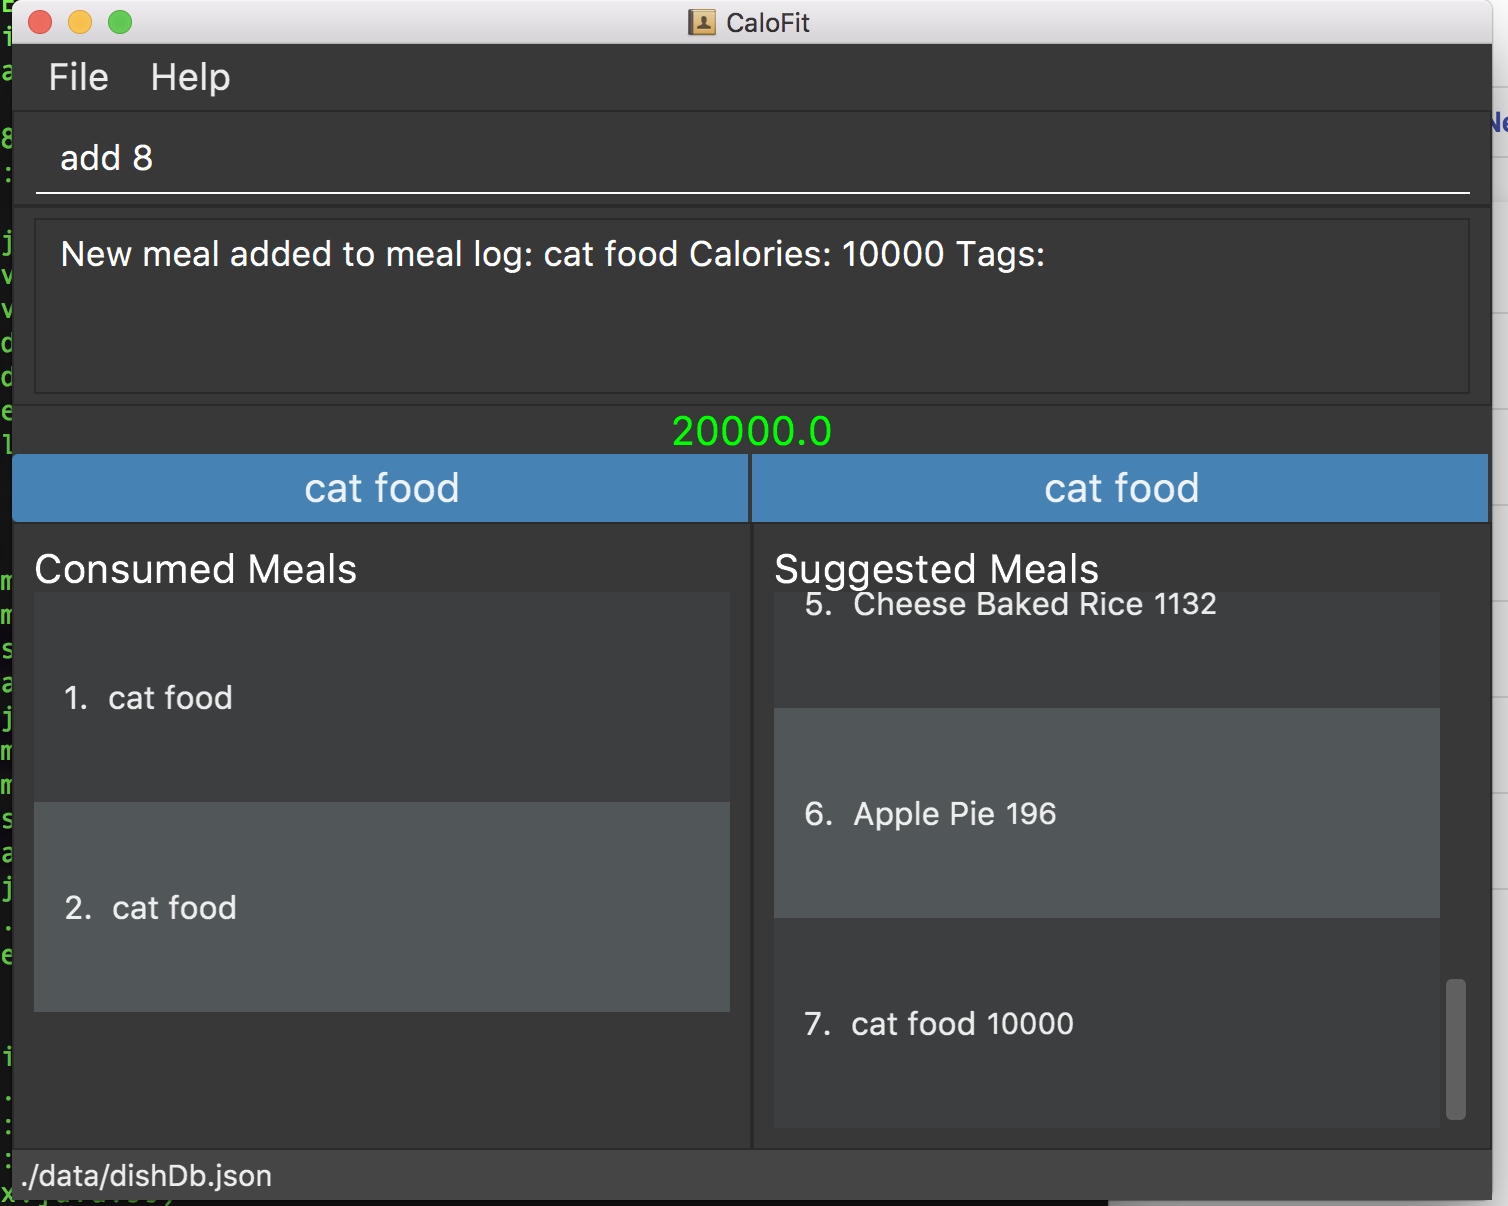 CaloFit
File Help
add 8
New meal added to meal log: cat food Calories: 10000 Tags:
20000.0
cat food cat food
Consumed Meals
1. cat food
2. cat food
Suggested Meals
5. Cheese Baked Rice 1132
6. Apple Pie 196
7. cat food 10000
./data/dishDb.json